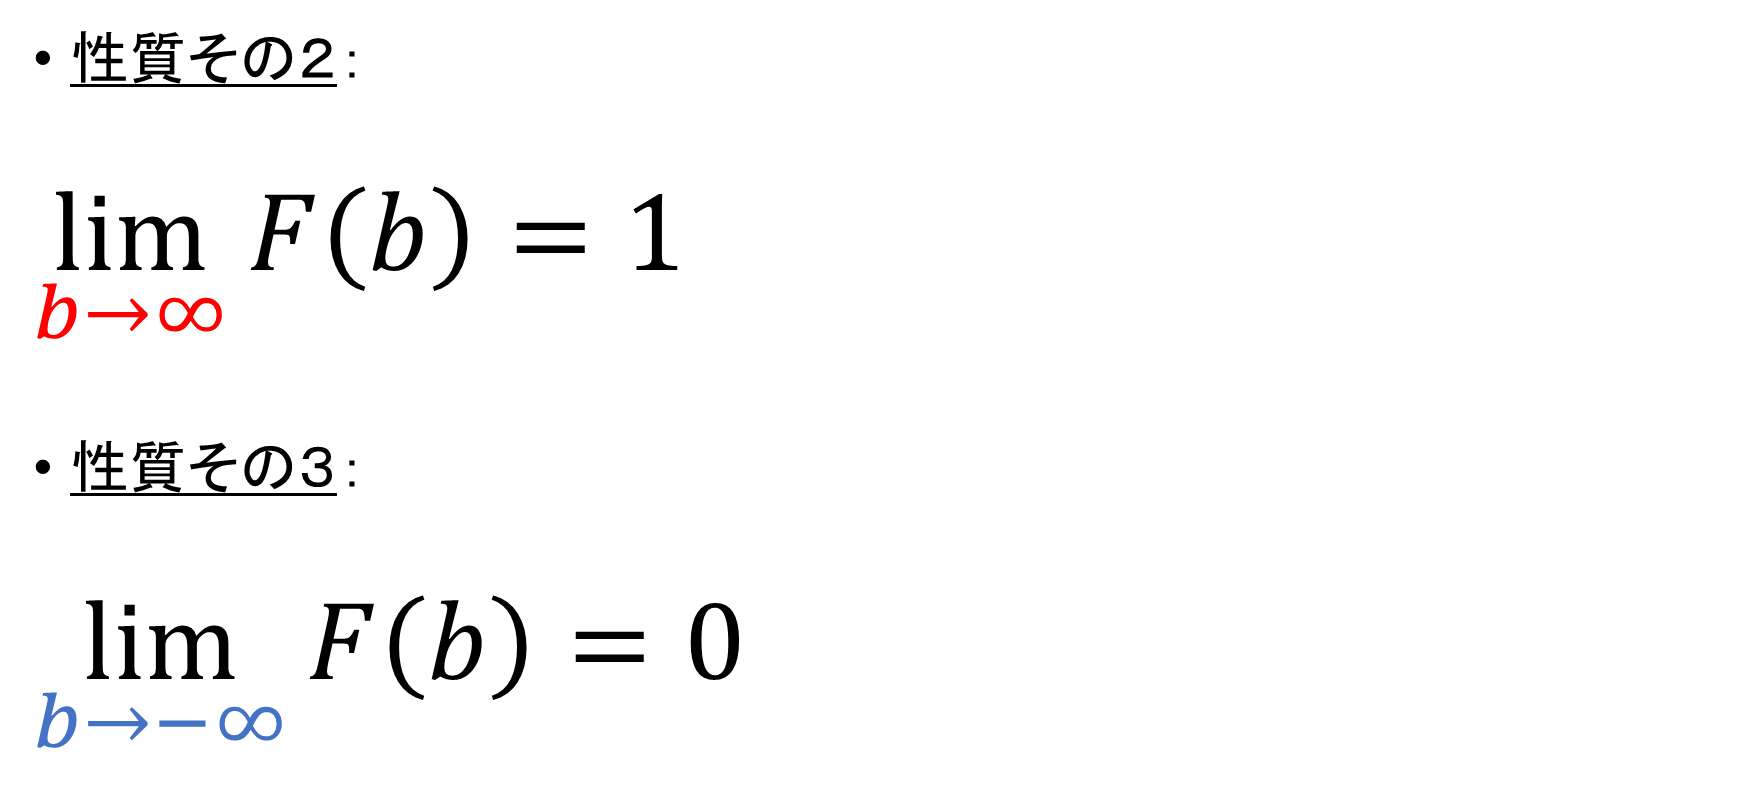 • 性質その２:
lim F(b) = 1
b→∞
• 性質その３:
lim F(b) = 0
b→−∞